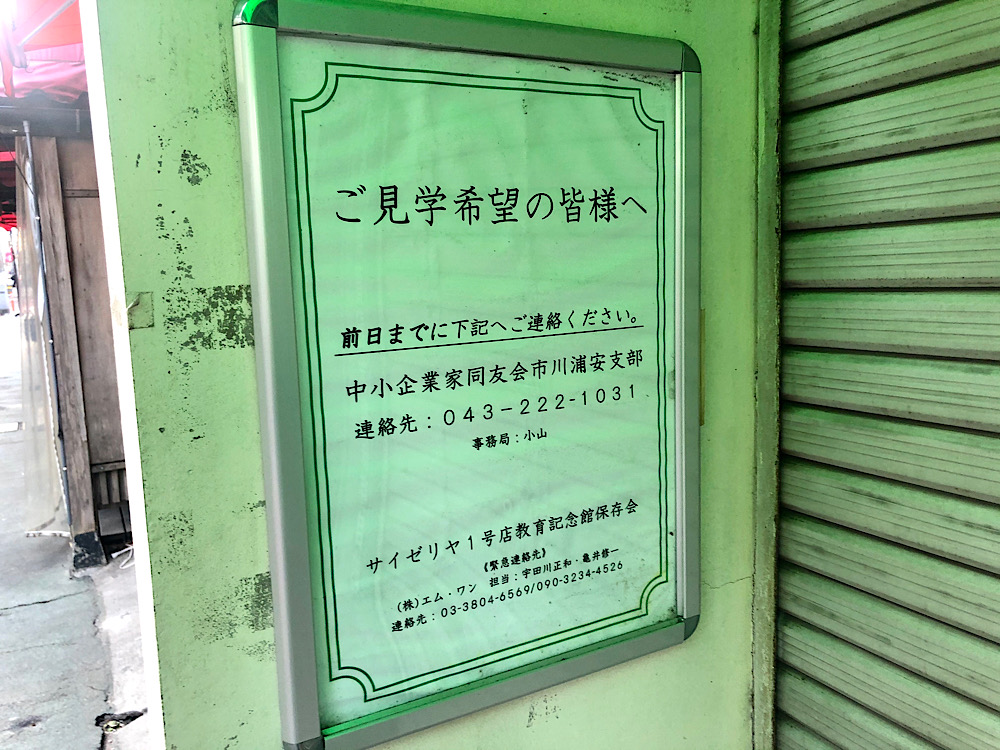 ご見学希望の皆様へ
前日までに下記へご連絡ください。
中小企業家同友会市川浦安支部
連絡先：043－222-1031
事務局：小山
サイゼリヤ1号店教育記念館保存会
《緊急連絡先》
(株)エム・ワン　担当：宇田川正和・亀井修一
連絡先：03-3804-6569/090-3234-4526